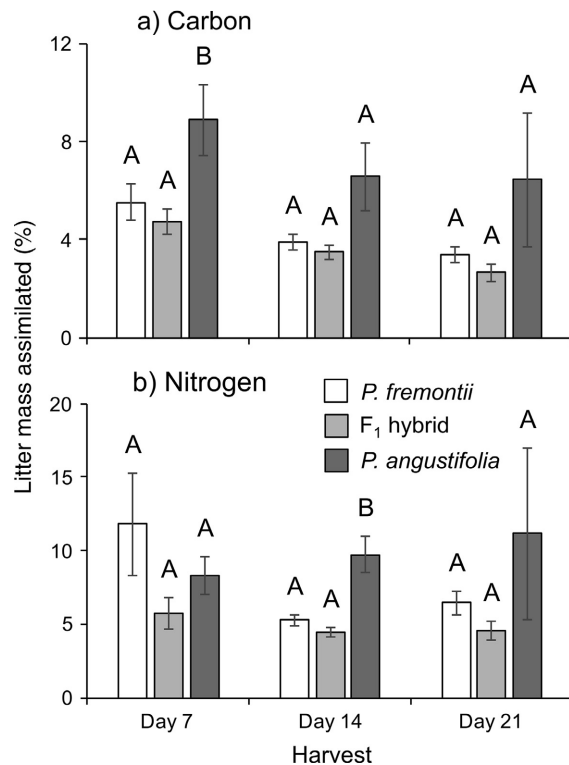 a) Carbon
12
8
4
0
A
A
B
A
A
A
A
A
A
Litter mass assimilated (%)
b) Nitrogen
P. fremontii
F₁ hybrid
P. angustifolia
20
15
10
5
0
A
A
A
A
A
B
A
A
A
Day 7
Day 14
Day 21
Harvest